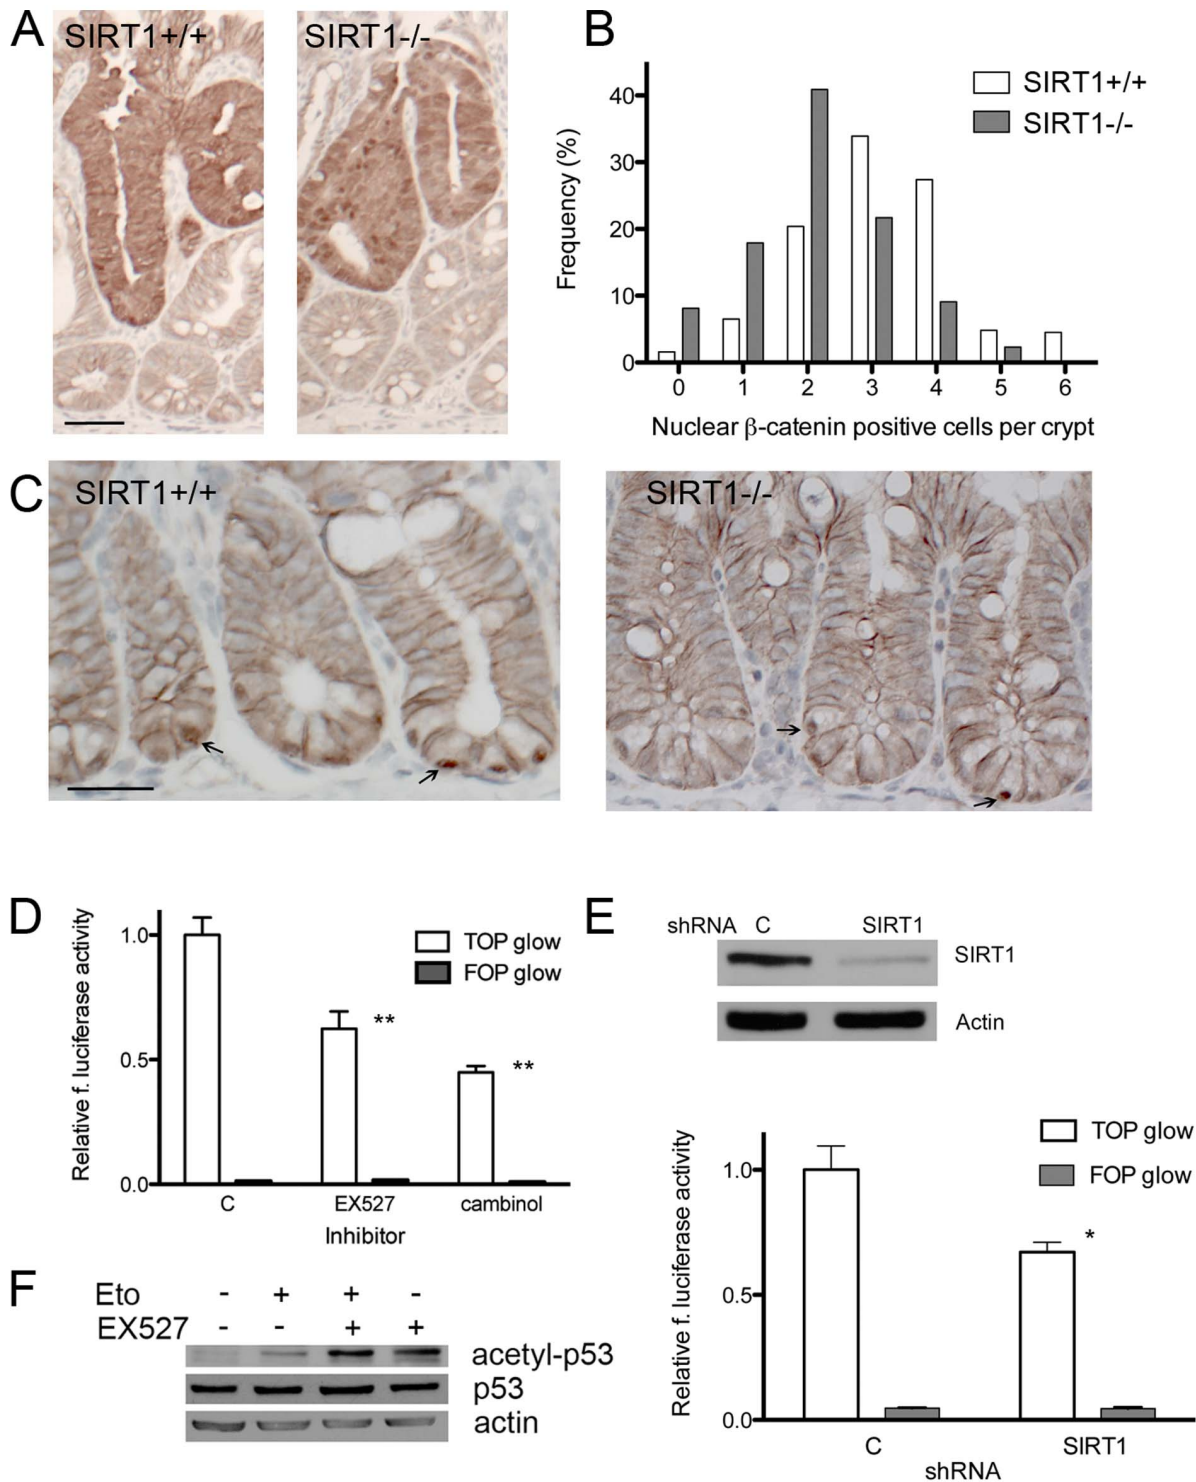 A
SIRT1+/+
SIRT1-/-
B
Frequency (%)
40
30
20
10
0
SIRT1+/+
SIRT1-/-
0 1 2 3 4 5 6
Nuclear β-catenin positive cells per crypt
C
SIRT1+/+
SIRT1-/-
D
Relative f. luciferase activity
1.0
0.5
0.0
TOP glow
FOP glow
**
**
C EX527 cambinol
Inhibitor
E
shRNA C SIRT1
SIRT1
Actin
Relative f. luciferase activity
1.0
0.5
0.0
TOP glow
FOP glow
*
C SIRT1
shRNA
F
Eto - + + -
EX527 - - + +
acetyl-p53
p53
actin